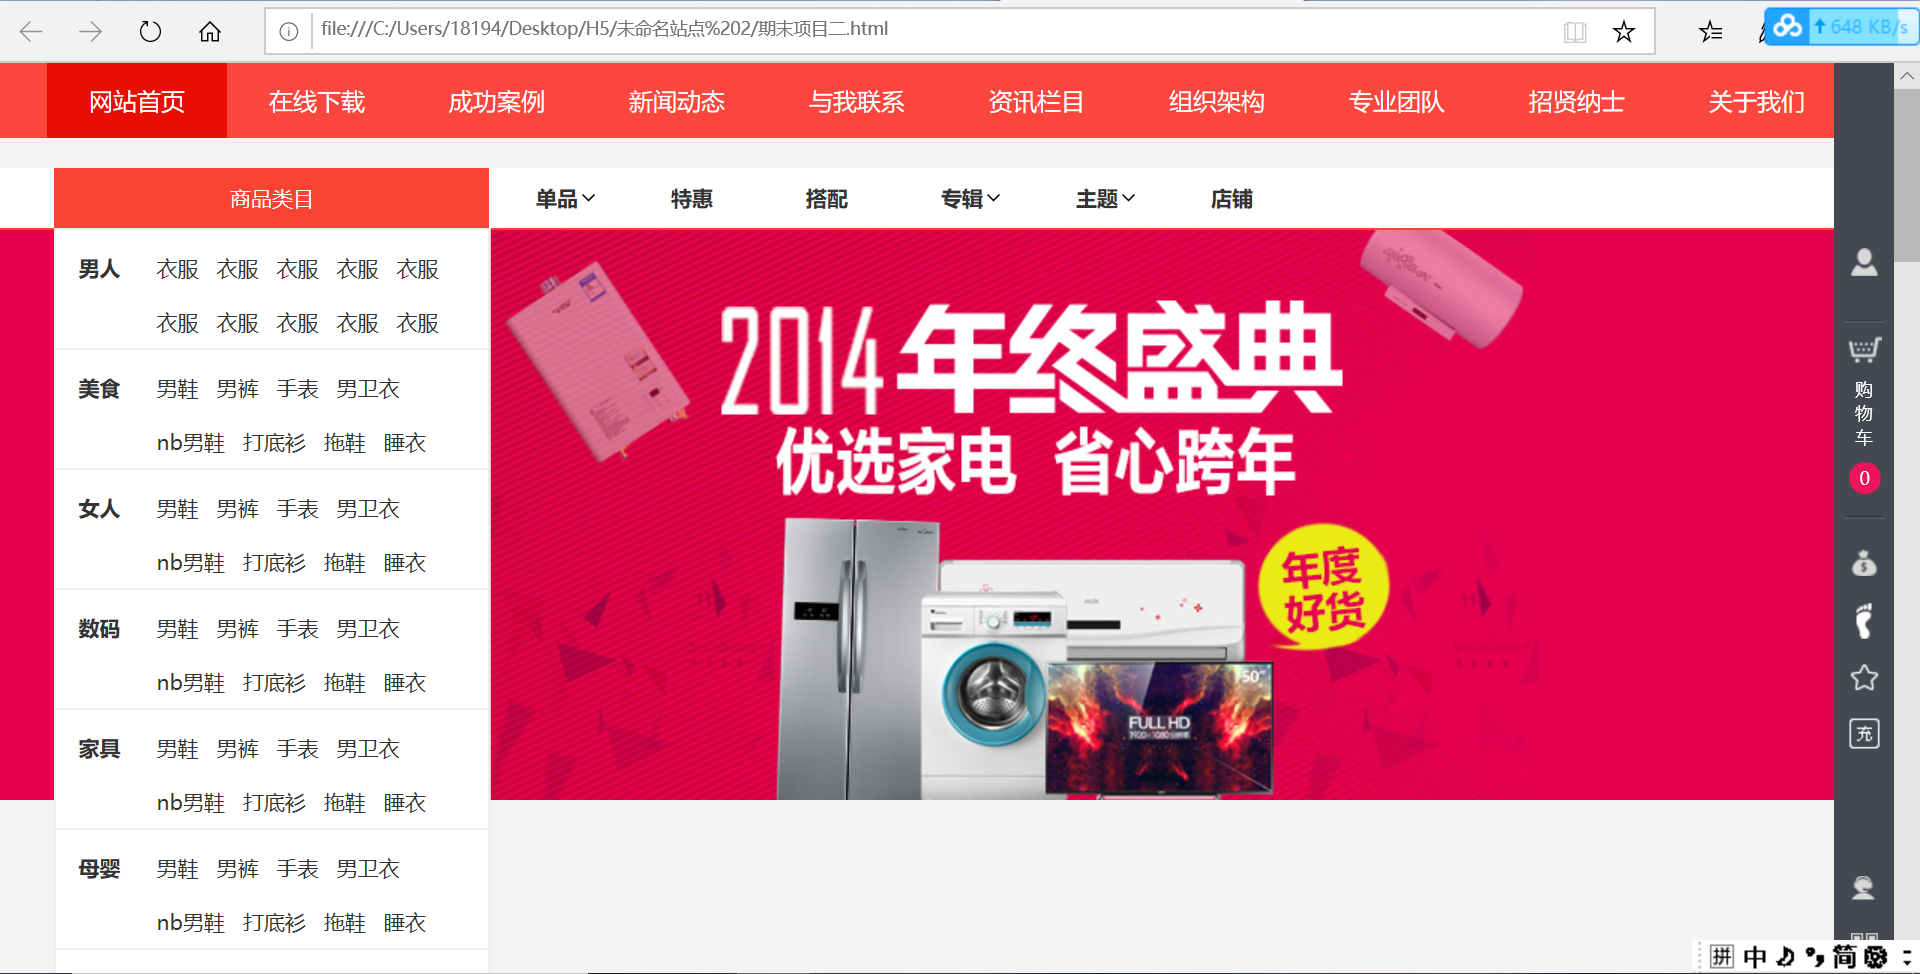 file:///C:/Users/18194/Desktop/H5/未命名站点%202/期末项目二.html
648 KB/s
网站首页 在线下载 成功案例 新闻动态 与我联系 资讯栏目 组织架构 专业团队 招贤纳士 关于我们
商品类目 单品 特惠 搭配 专辑 主题 店铺
男人 衣服 衣服 衣服 衣服 衣服
衣服 衣服 衣服 衣服 衣服
美食 男鞋 男裤 手表 男卫衣
nb男鞋 打底衫 拖鞋 睡衣
女人 男鞋 男裤 手表 男卫衣
nb男鞋 打底衫 拖鞋 睡衣
数码 男鞋 男裤 手表 男卫衣
nb男鞋 打底衫 拖鞋 睡衣
家具 男鞋 男裤 手表 男卫衣
nb男鞋 打底衫 拖鞋 睡衣
母婴 男鞋 男裤 手表 男卫衣
nb男鞋 打底衫 拖鞋 睡衣
2014年终盛典
优选家电 省心跨年
年度
好货
50"
FULL HD
1920×1080
购
物
车
0
充
拼 中 简